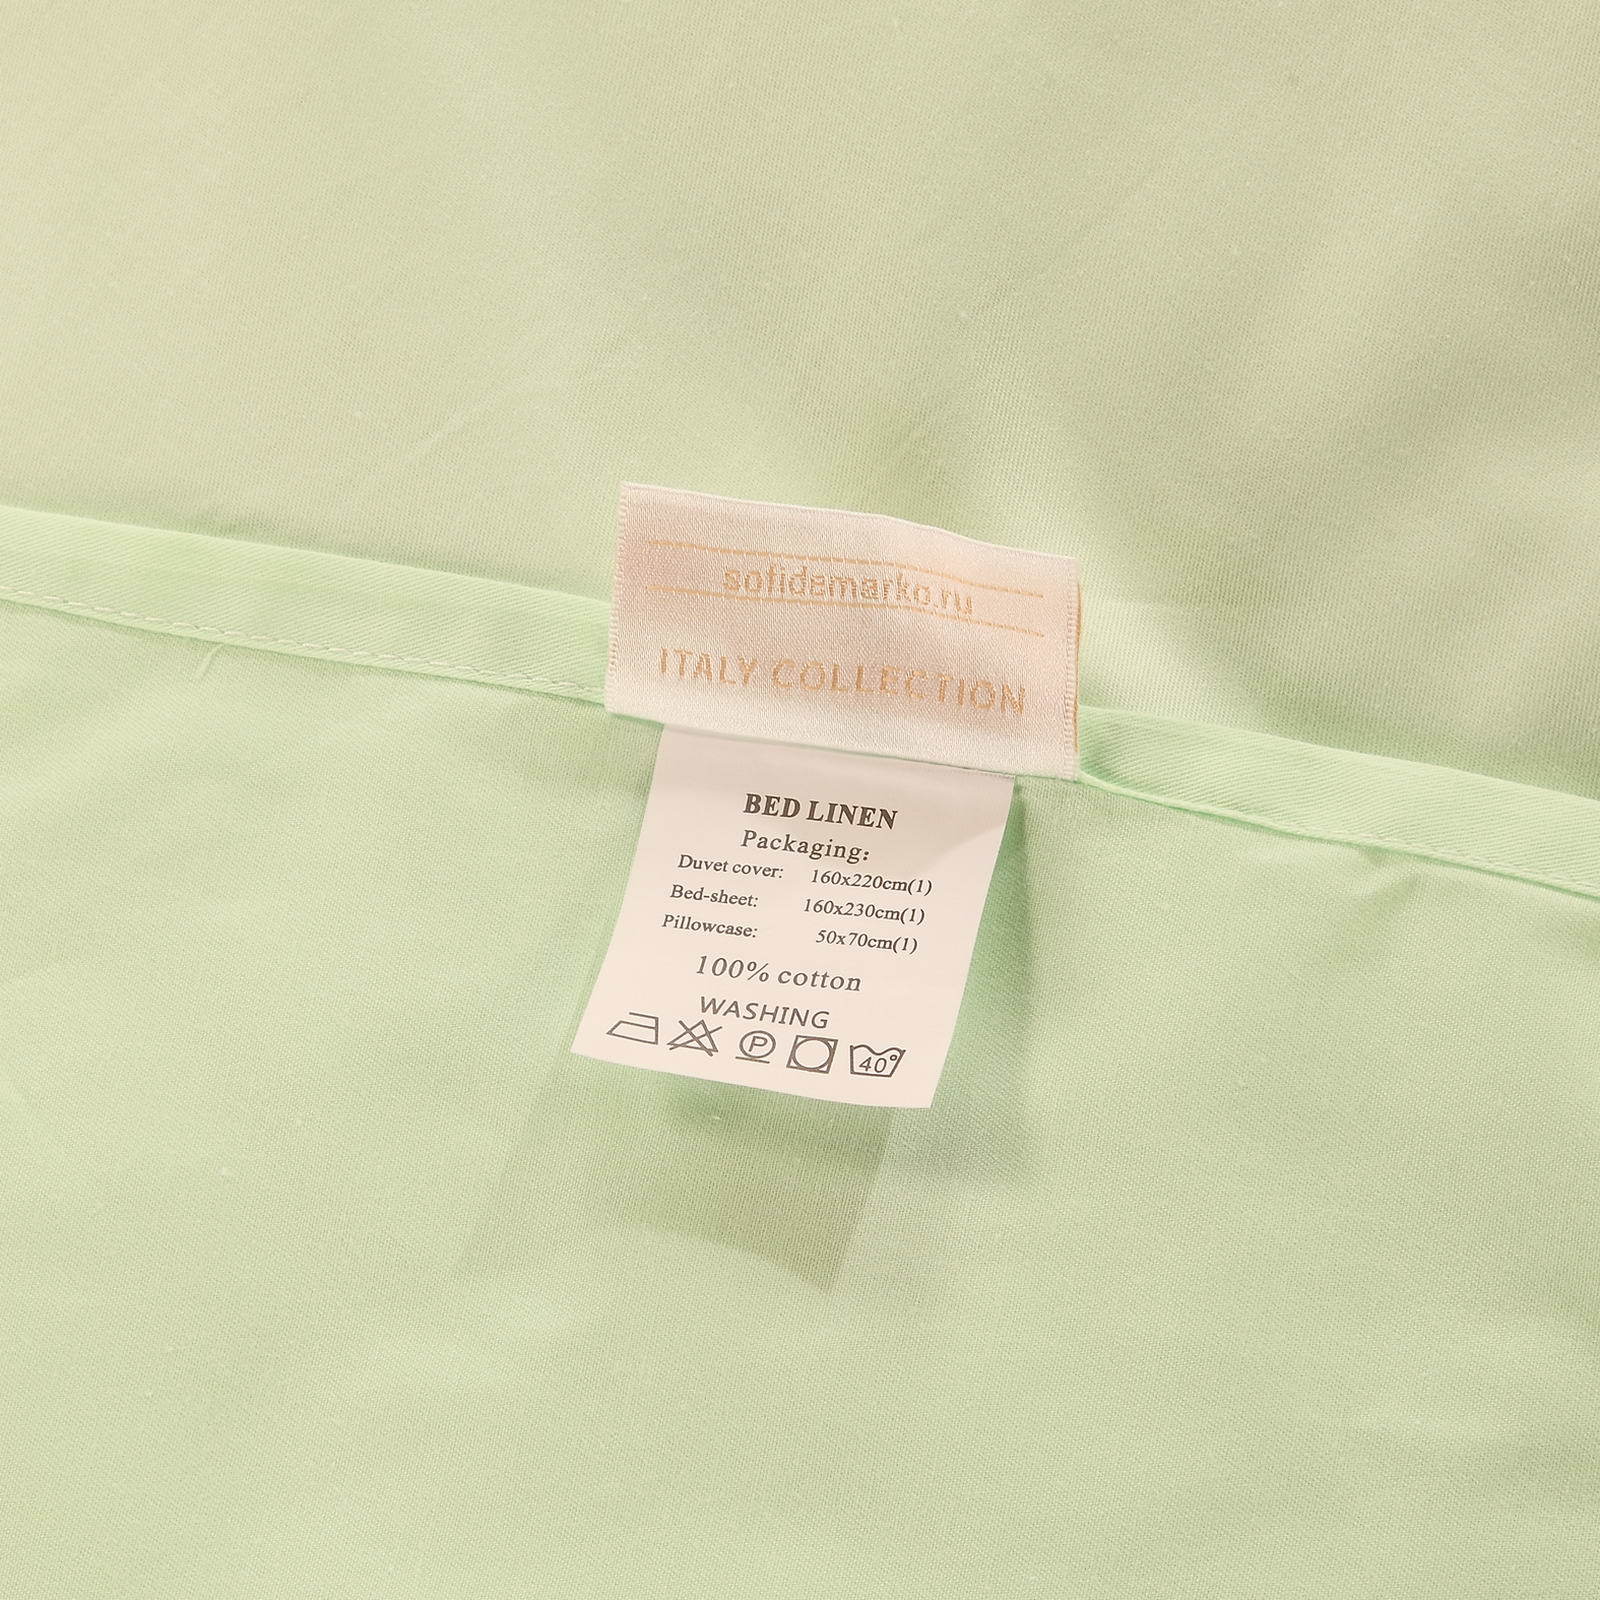 sofidemarko.ru
ITALY COLLECTION
BED LINEN
Packaging:
Duvet cover: 160x220cm(1)
Bed-sheet: 160x230cm(1)
Pillowcase: 50x70cm(1)
100% cotton
WASHING
P 40°